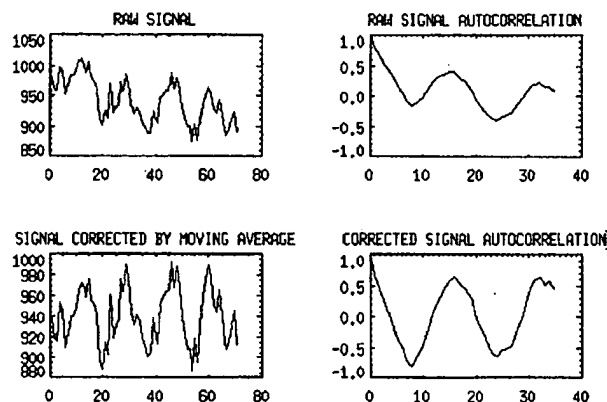 RAW SIGNAL
1050
1000
950
900
850
0 20 40 60 80
RAW SIGNAL AUTOCORRELATION
1.0
0.5
0.0
-0.5
-1.0
0 10 20 30 40
SIGNAL CORRECTED BY MOVING AVERAGE
1000
980
960
940
920
900
880
0 20 40 60 80
CORRECTED SIGNAL AUTOCORRELATION
1.0
0.5
0.0
-0.5
-1.0
0 10 20 30 40